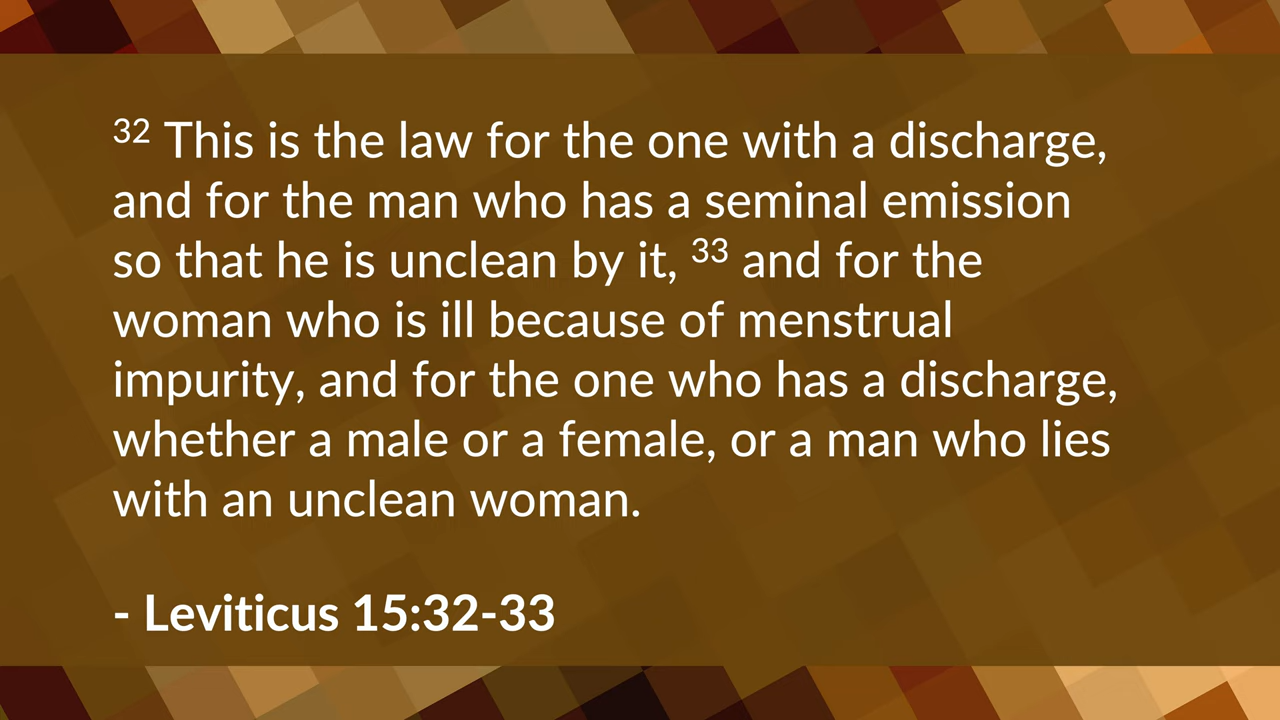 32 This is the law for the one with a discharge,
and for the man who has a seminal emission
so that he is unclean by it, 33 and for the
woman who is ill because of menstrual
impurity, and for the one who has a discharge,
whether a male or a female, or a man who lies
with an unclean woman.
- Leviticus 15:32-33